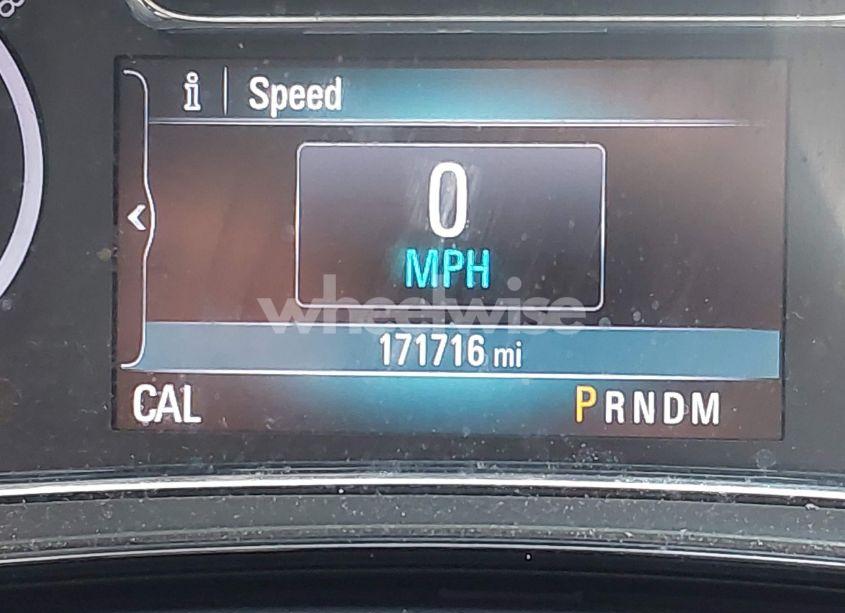 i | Speed
0
MPH
wheelwise
171716 mi
CAL
PRNDM